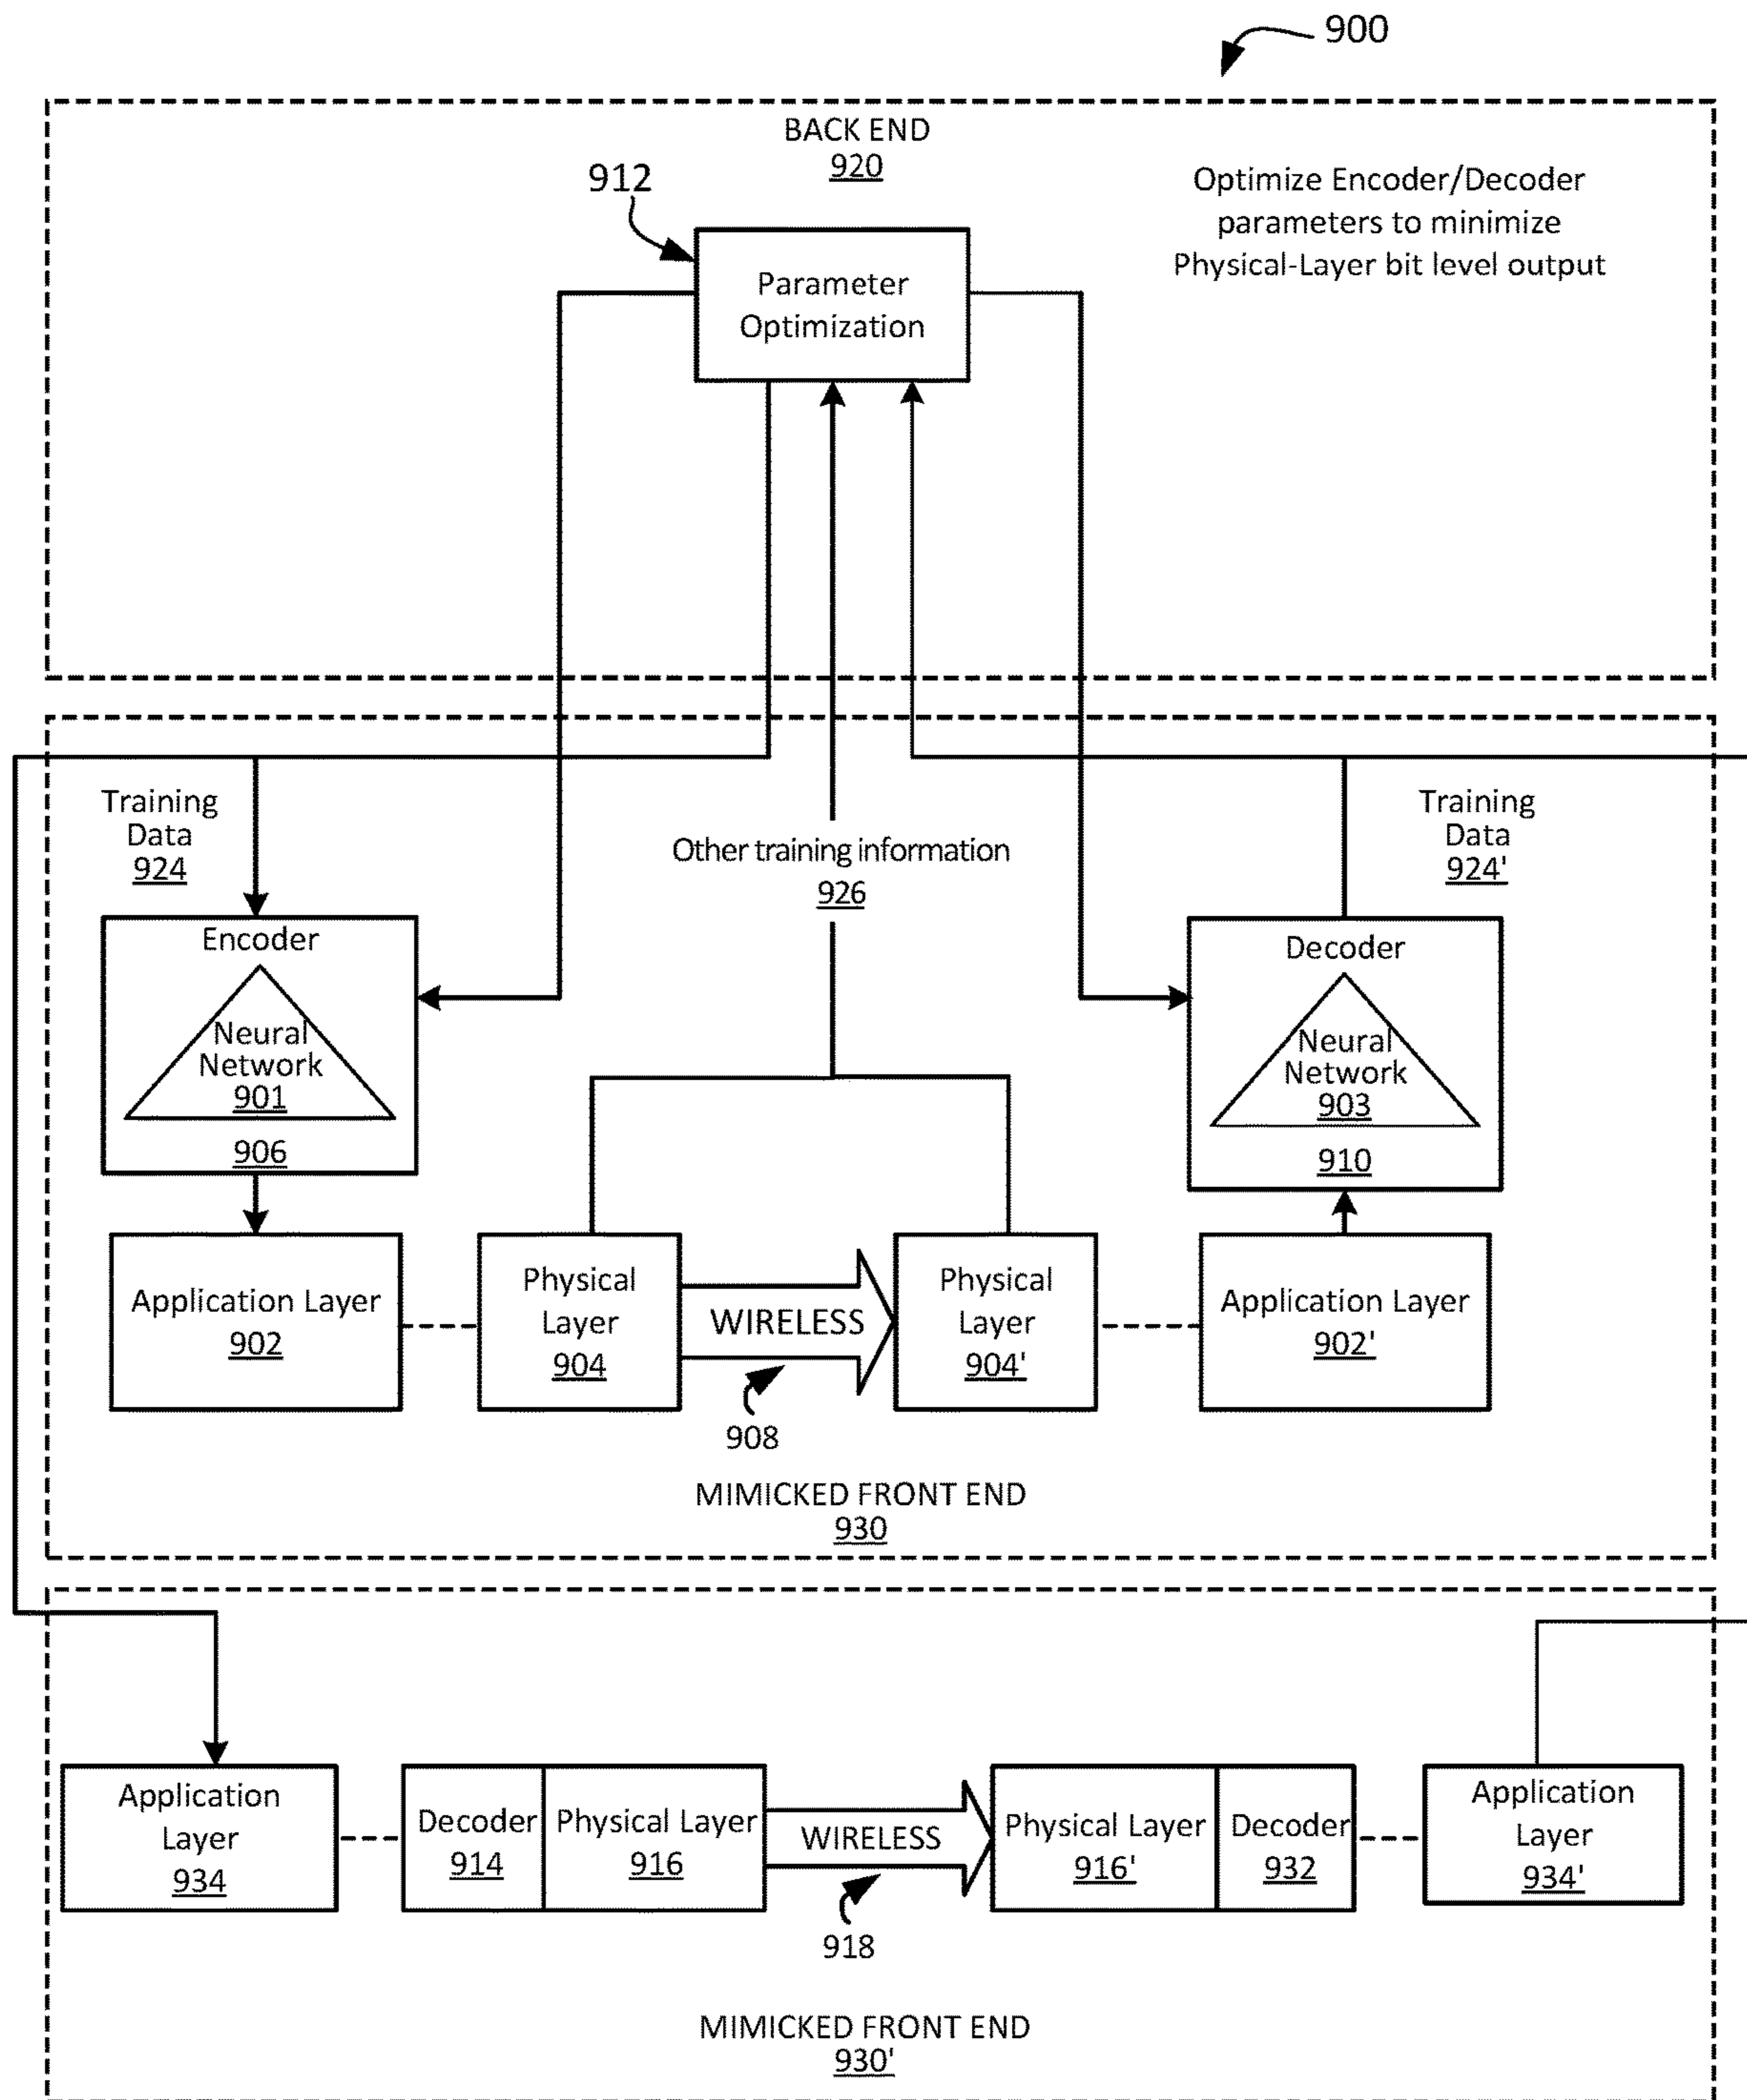 900
BACK END
920
912
Optimize Encoder/Decoder
parameters to minimize
Physical-Layer bit level output
Parameter
Optimization
Training
Data
924
Other training information
926
Training
Data
924'
Encoder
Neural
Network
901
906
Decoder
Neural
Network
903
910
Application Layer
902
Physical
Layer
904
WIRELESS
908
Physical
Layer
904'
Application Layer
902'
MIMICKED FRONT END
930
Application
Layer
934
Decoder
914
Physical Layer
916
WIRELESS
918
Physical Layer
916'
Decoder
932
Application
Layer
934'
MIMICKED FRONT END
930'